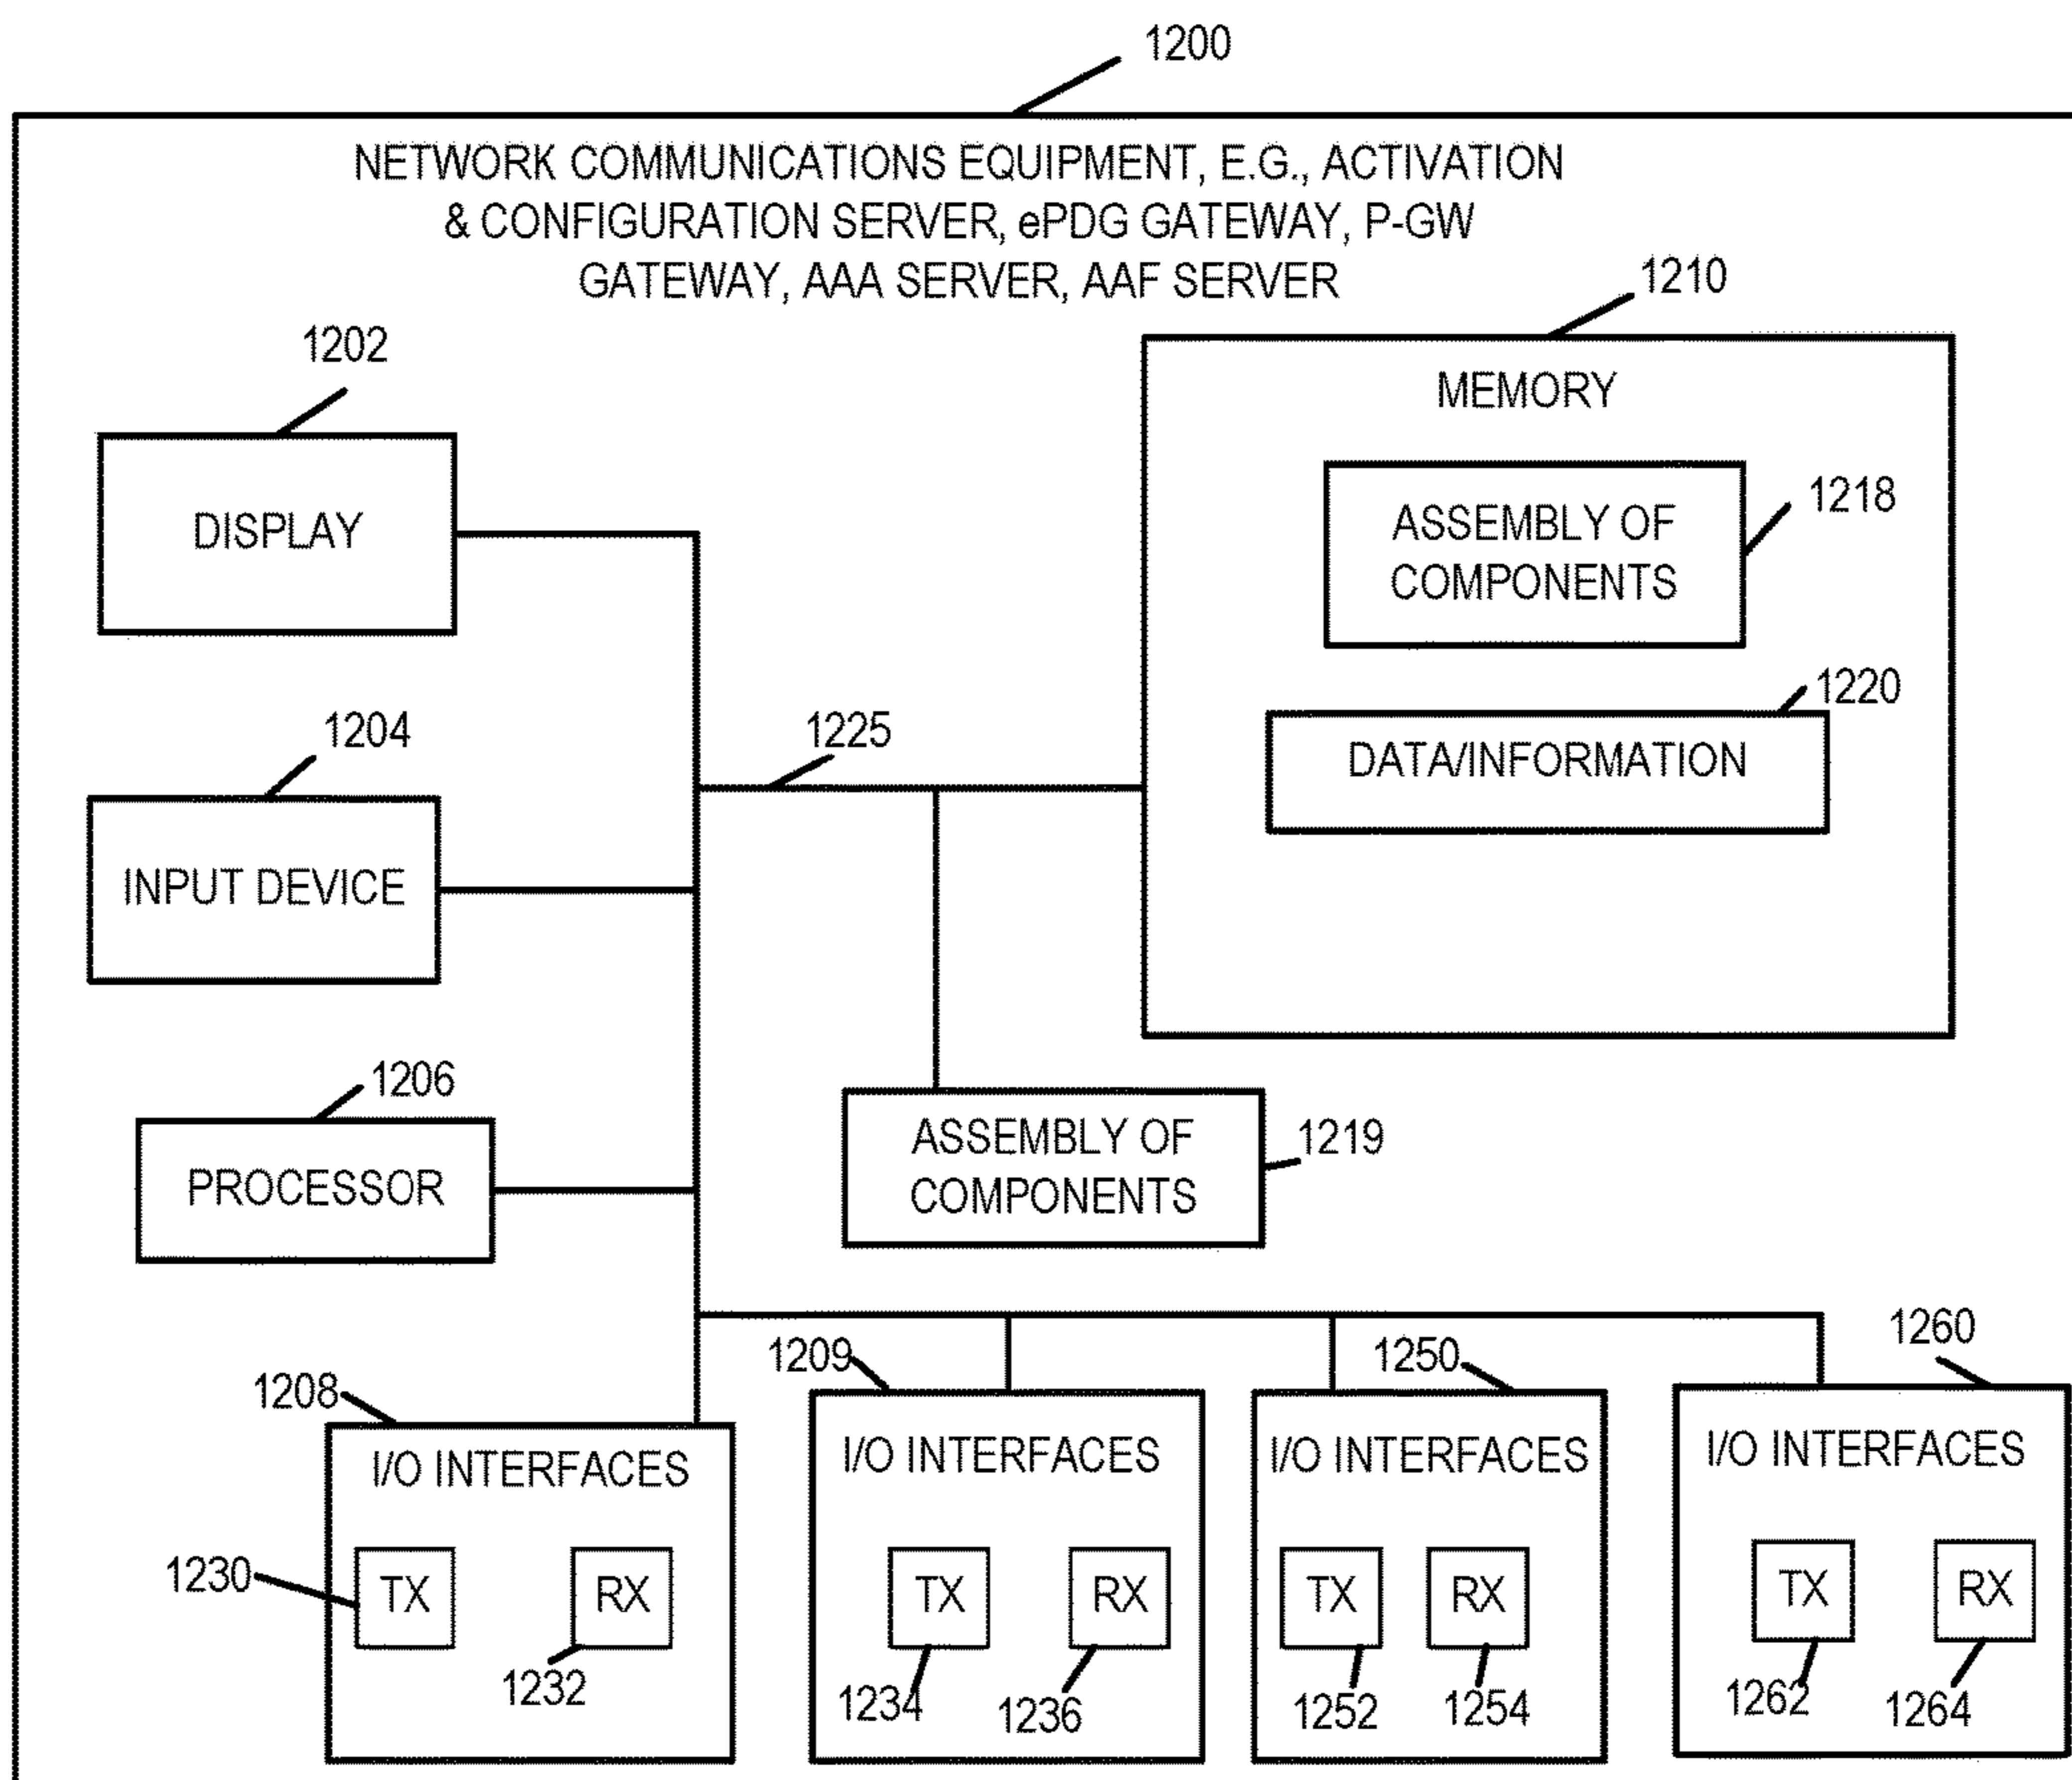 1200
NETWORK COMMUNICATIONS EQUIPMENT, E.G., ACTIVATION
& CONFIGURATION SERVER, ePDG GATEWAY, P-GW
GATEWAY, AAA SERVER, AAF SERVER
1210
1202
MEMORY
DISPLAY
ASSEMBLY OF
COMPONENTS
1218
1220
DATA/INFORMATION
1204
1225
INPUT DEVICE
1206
PROCESSOR
ASSEMBLY OF
COMPONENTS
1219
1208
1209
1250
1260
I/O INTERFACES
I/O INTERFACES
I/O INTERFACES
I/O INTERFACES
1230
TX
RX
TX
RX
TX
RX
TX
RX
1232
1234
1236
1252
1254
1262
1264